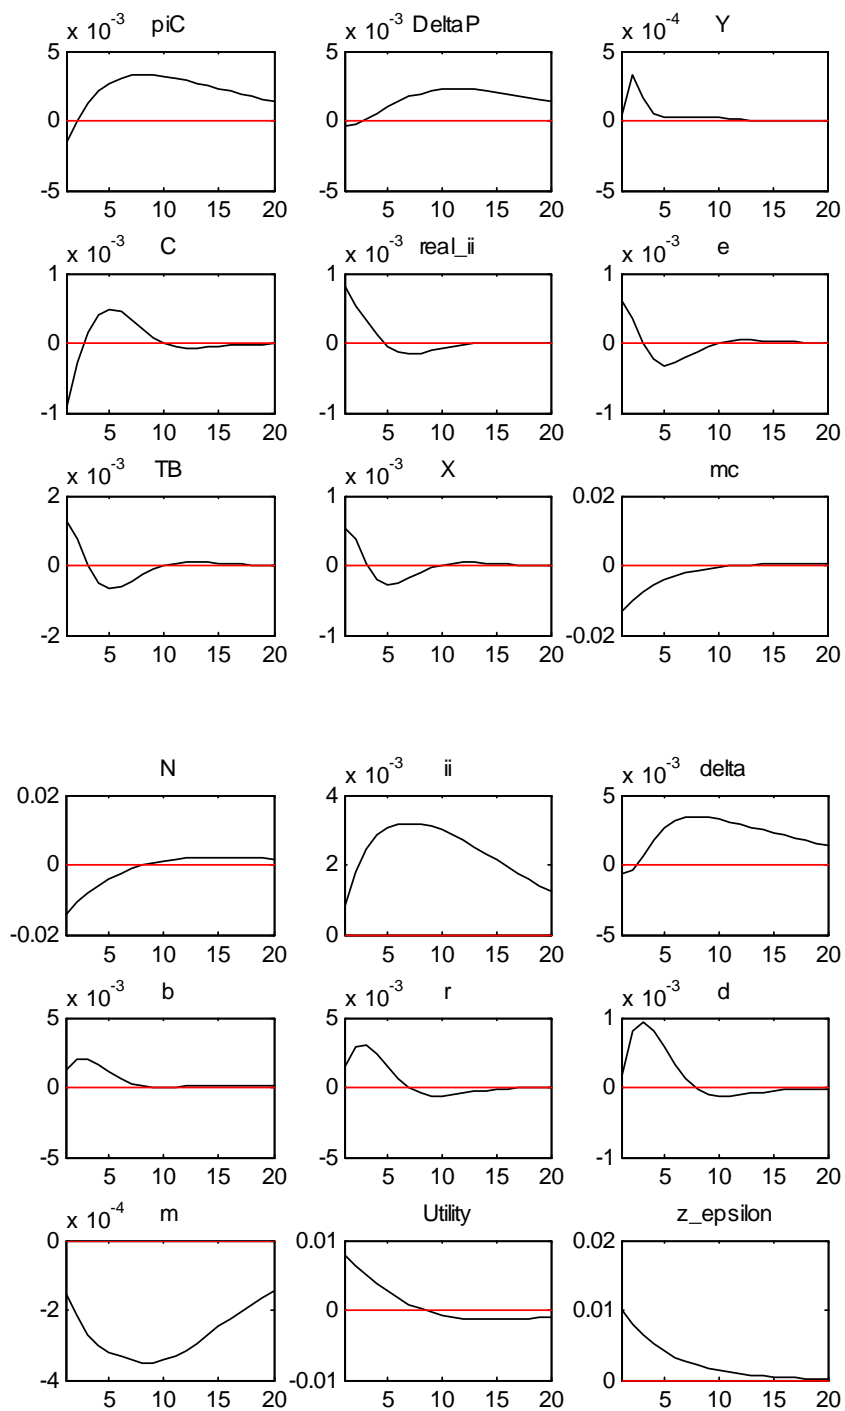 x 10^-3 piC x 10^-3 DeltaP x 10^-4 Y
5 5 5
0 0 0
-5 -5 -5
5 10 15 20 5 10 15 20 5 10 15 20
x 10^-3 C x 10^-3 real_ii x 10^-3 e
1 1 1
0 0 0
-1 -1 -1
5 10 15 20 5 10 15 20 5 10 15 20
x 10^-3 TB x 10^-3 X mc
2 1 0.02
0 0 0
-2 -1 -0.02
5 10 15 20 5 10 15 20 5 10 15 20
N x 10^-3 ii x 10^-3 delta
0.02 4 5
0 2 0
-0.02 0 -5
5 10 15 20 5 10 15 20 5 10 15 20
x 10^-3 b x 10^-3 r x 10^-3 d
5 5 1
0 0 0
-5 -5 -1
5 10 15 20 5 10 15 20 5 10 15 20
x 10^-4 m Utility z_epsilon
0 0.01 0.02
-2 0 0.01
-4 -0.01 0
5 10 15 20 5 10 15 20 5 10 15 20